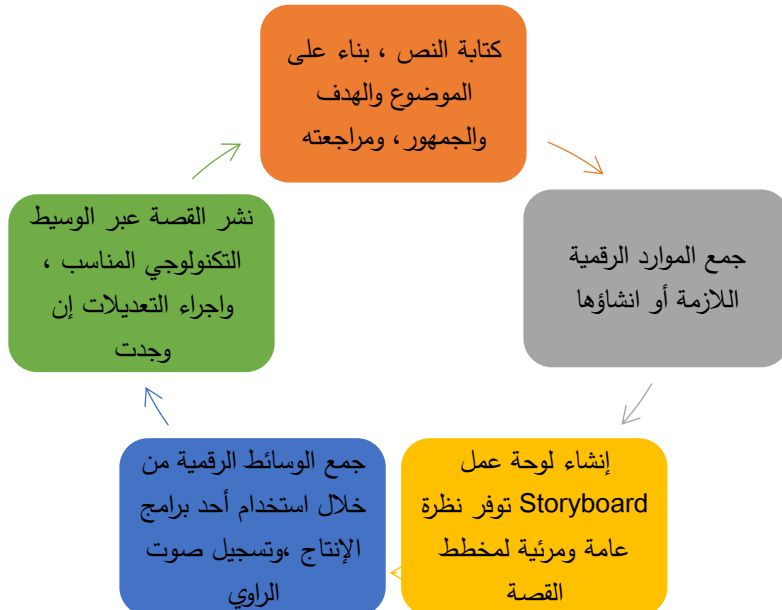 كتابة النص ، بناء على
الموضوع والهدف
والجمهور، ومراجعته
جمع الموارد الرقمية
اللازمة أو انشاؤها
إنشاء لوحة عمل
Storyboard توفر نظرة
عامة ومرئية لمخطط
القصة
جمع الوسائط الرقمية من
خلال استخدام أحد برامج
الإنتاج ،وتسجيل صوت
الراوي
نشر القصة عبر الوسيط
التكنولوجي المناسب ،
واجراء التعديلات إن
وجدت